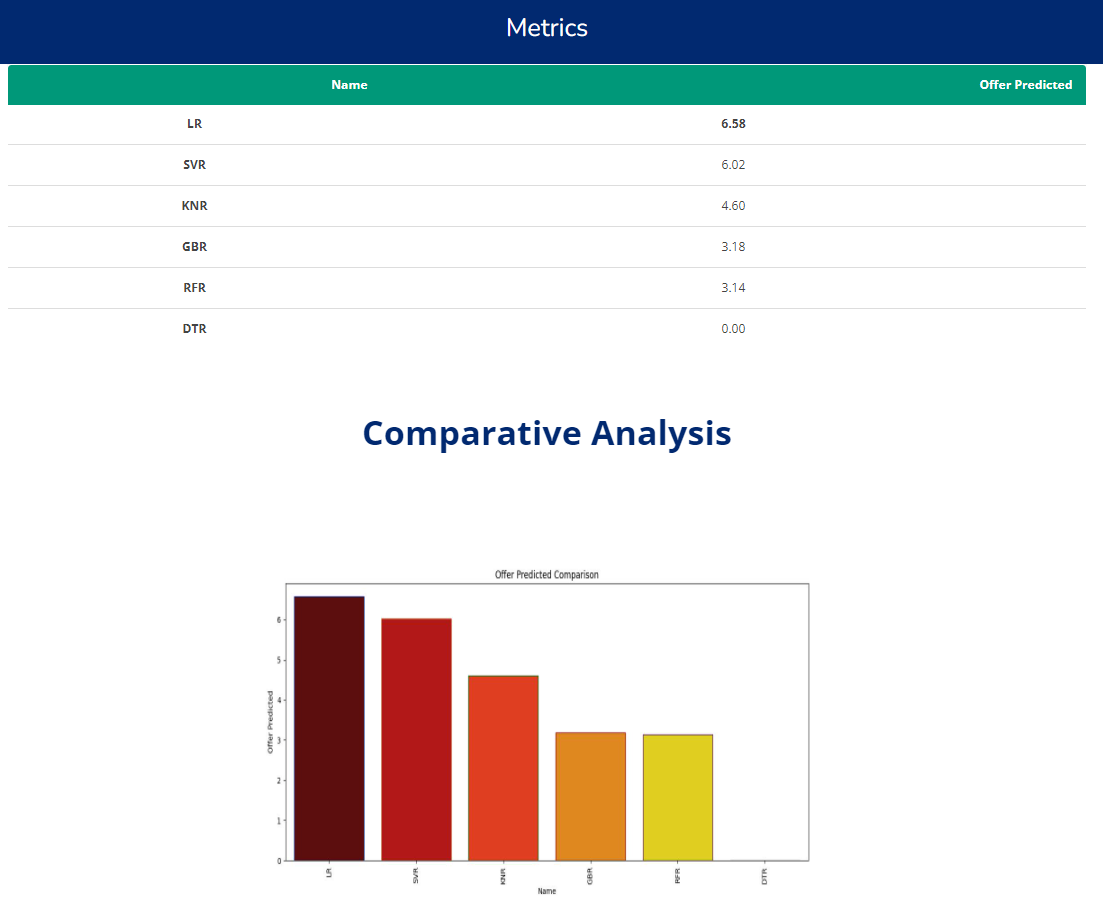 Metrics
Name Offer Predicted
LR 6.58
SVR 6.02
KNR 4.60
GBR 3.18
RFR 3.14
DTR 0.00
Comparative Analysis
Offer Predicted Comparison
Offer Predicted
6
5
4
3
2
1
0
LR SVR KNR GBR RFR DTR
Name